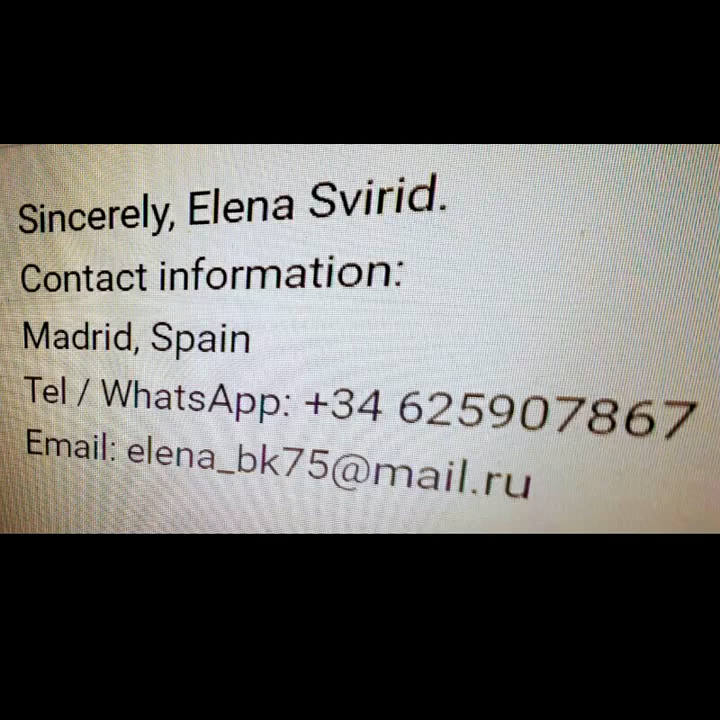 Sincerely, Elena Svirid.
Contact information:
Madrid, Spain
Tel / WhatsApp: +34 625907867
Email: elena_bk75@mail.ru